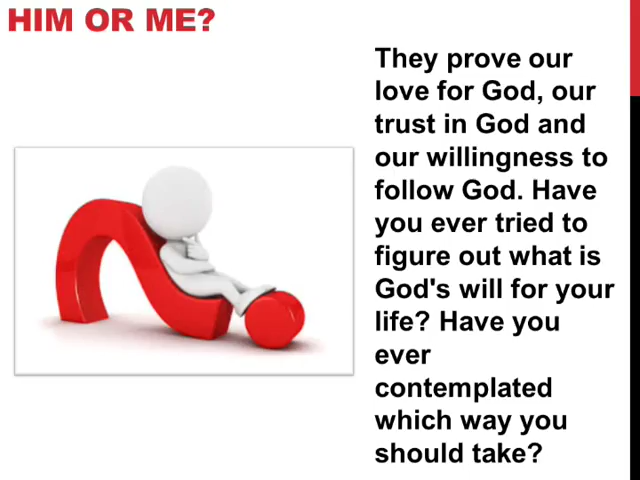 HIM OR ME?
They prove our
love for God, our
trust in God and
our willingness to
follow God. Have
you ever tried to
figure out what is
God's will for your
life? Have you
ever
contemplated
which way you
should take?